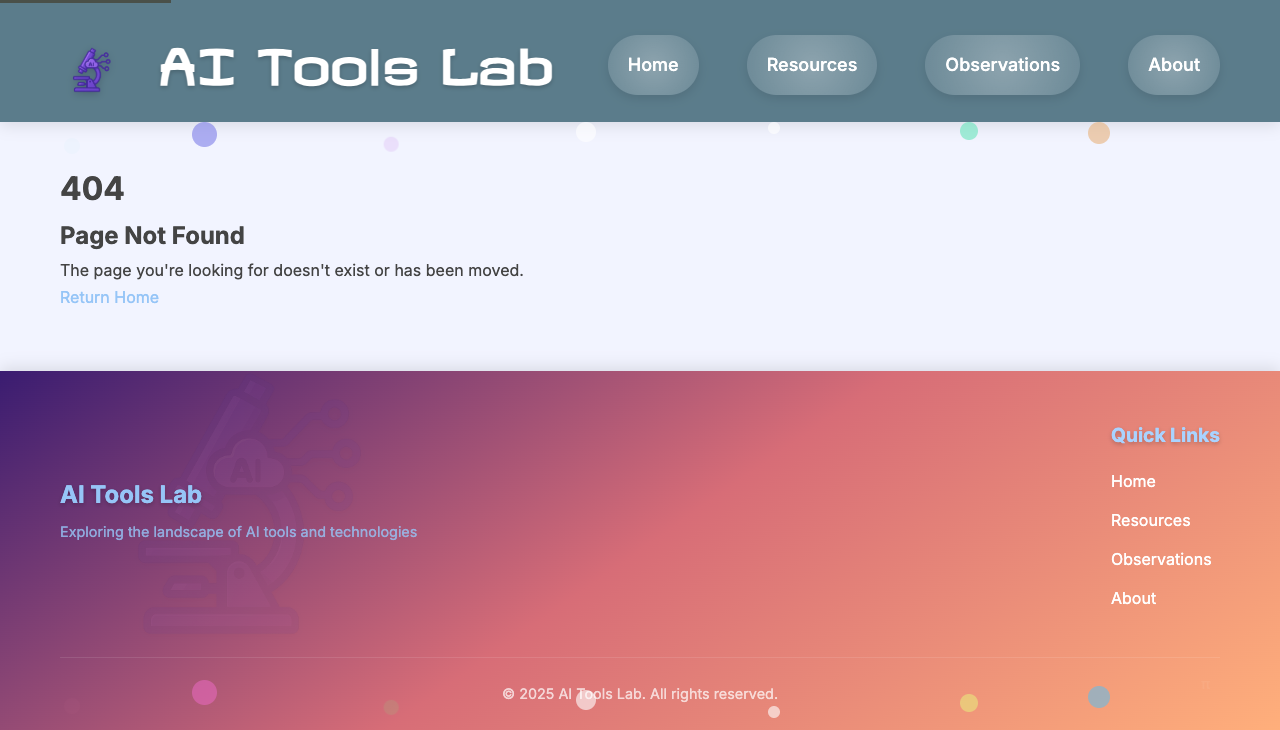 AI Tools Lab
Home
Resources
Observations
About
404
Page Not Found
The page you're looking for doesn't exist or has been moved.
Return Home
AI
AI Tools Lab
Exploring the landscape of AI tools and technologies
Quick Links
Home
Resources
Observations
About
© 2025 AI Tools Lab. All rights reserved.